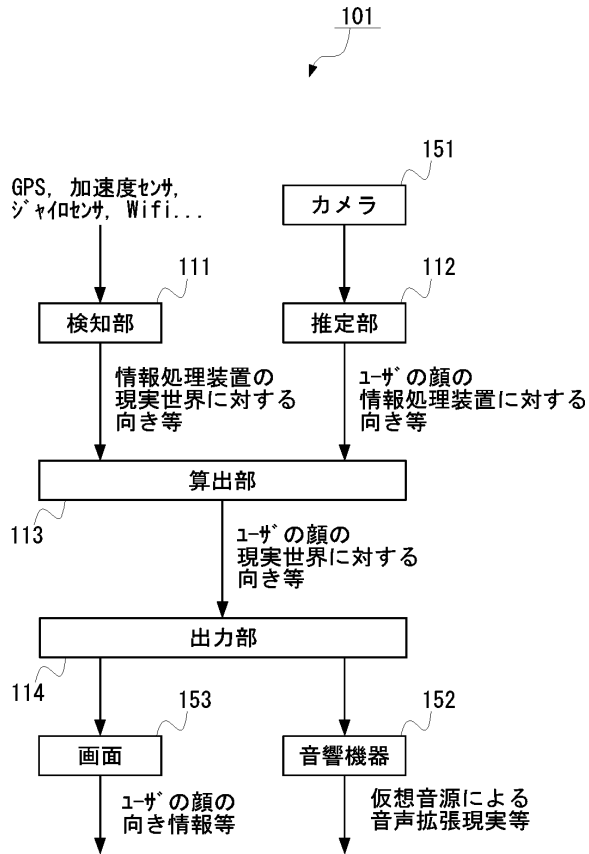 101
151
GPS, 加速度ｾﾝｻ,
ｼﾞｬｲﾛｾﾝｻ, Wifi...
カメラ
111
112
検知部
推定部
情報処理装置の
現実世界に対する
向き等
ﾕｰｻﾞの顔の
情報処理装置に対する
向き等
算出部
113
ﾕｰｻﾞの顔の
現実世界に対する
向き等
出力部
114
153
152
画面
音響機器
ﾕｰｻﾞの顔の
向き情報等
仮想音源による
音声拡張現実等